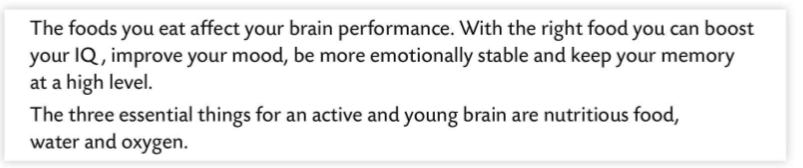 The foods you eat affect your brain performance. With the right food you can boost
your IQ, improve your mood, be more emotionally stable and keep your memory
at a high level.
The three essential things for an active and young brain are nutritious food,
water and oxygen.